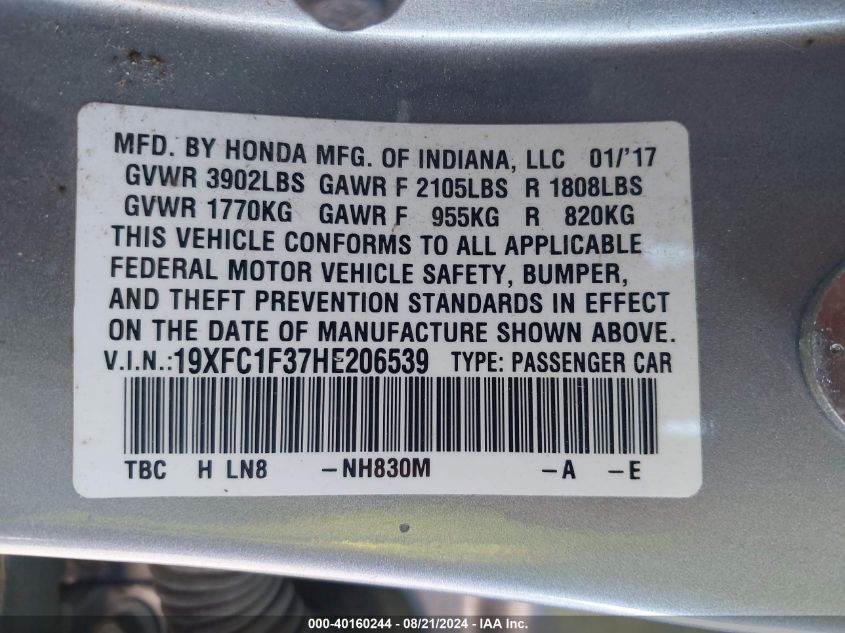 MFD. BY HONDA MFG. OF INDIANA, LLC 01/'17
GVWR 3902LBS GAWR F 2105LBS R 1808LBS
GVWR 1770KG GAWR F 955KG R 820KG
THIS VEHICLE CONFORMS TO ALL APPLICABLE
FEDERAL MOTOR VEHICLE SAFETY, BUMPER,
AND THEFT PREVENTION STANDARDS IN EFFECT
ON THE DATE OF MANUFACTURE SHOWN ABOVE.
V.I.N.:19XFC1F37HE206539 TYPE: PASSENGER CAR
TBC H LN8 -NH830M -A -E
000-40160244 - 08/21/2024 - IAA Inc.